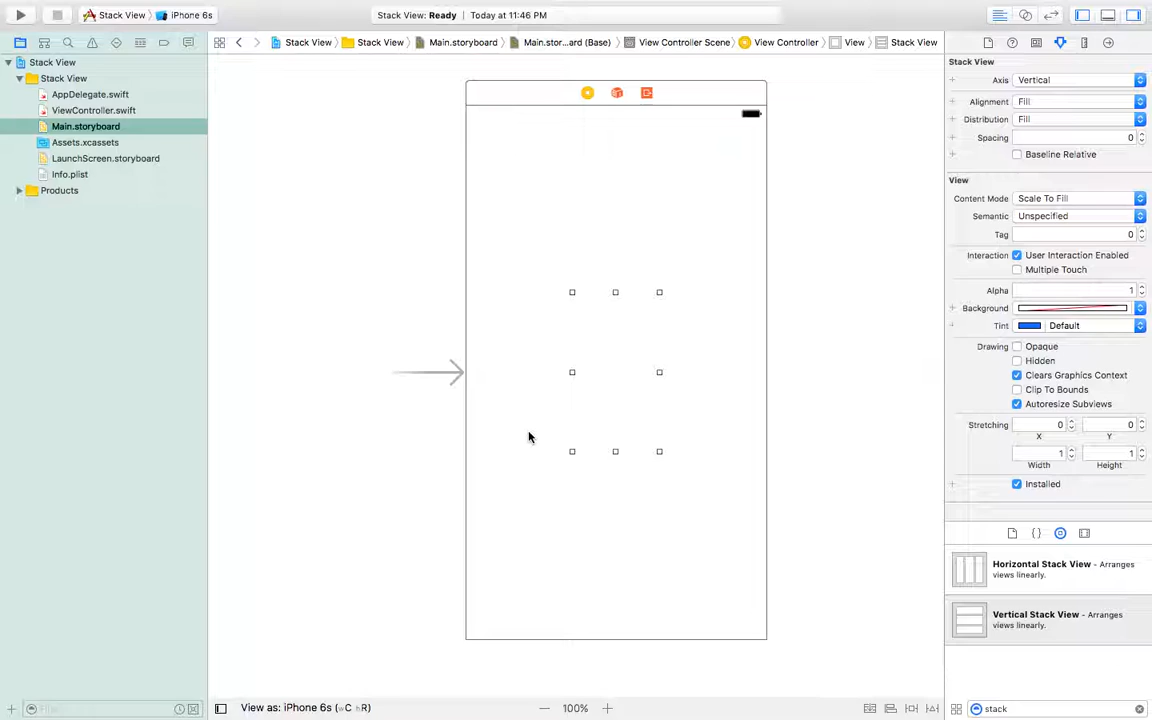 Stack View  iPhone 6s
Stack View: Ready | Today at 11:46 PM
Stack View  Stack View  Main.storyboard  Main.stor...ard (Base)  View Controller Scene  View Controller  View  Stack View
Stack View
Stack View
AppDelegate.swift
ViewController.swift
Main.storyboard
Assets.xcassets
LaunchScreen.storyboard
Info.plist
Products
Stack View
Axis Vertical
Alignment Fill
Distribution Fill
Spacing 0
Baseline Relative
View
Content Mode Scale To Fill
Semantic Unspecified
Tag 0
Interaction User Interaction Enabled
Multiple Touch
Alpha 1
Background
Tint Default
Drawing Opaque
Hidden
Clears Graphics Context
Clip To Bounds
Autoresize Subviews
Stretching 0 0
X Y
1 1
Width Height
Installed
Horizontal Stack View - Arranges
views linearly.
Vertical Stack View - Arranges
views linearly.
Filter
View as: iPhone 6s (wC hR)
100%
stack